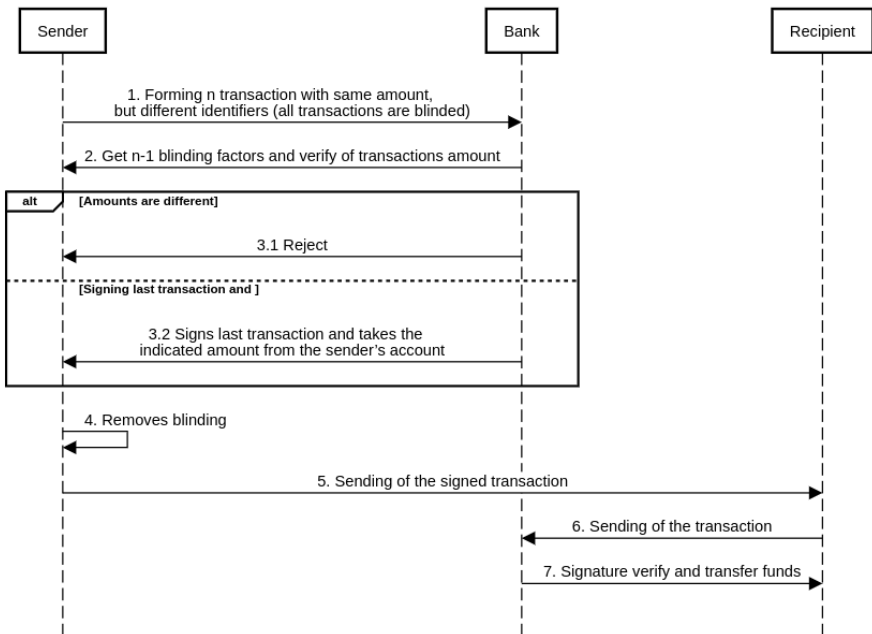 Sender
Bank
Recipient
1. Forming n transaction with same amount,
but different identifiers (all transactions are blinded)
2. Get n-1 blinding factors and verify of transactions amount
alt
[Amounts are different]
3.1 Reject
[Signing last transaction and ]
3.2 Signs last transaction and takes the
indicated amount from the sender's account
4. Removes blinding
5. Sending of the signed transaction
6. Sending of the transaction
7. Signature verify and transfer funds